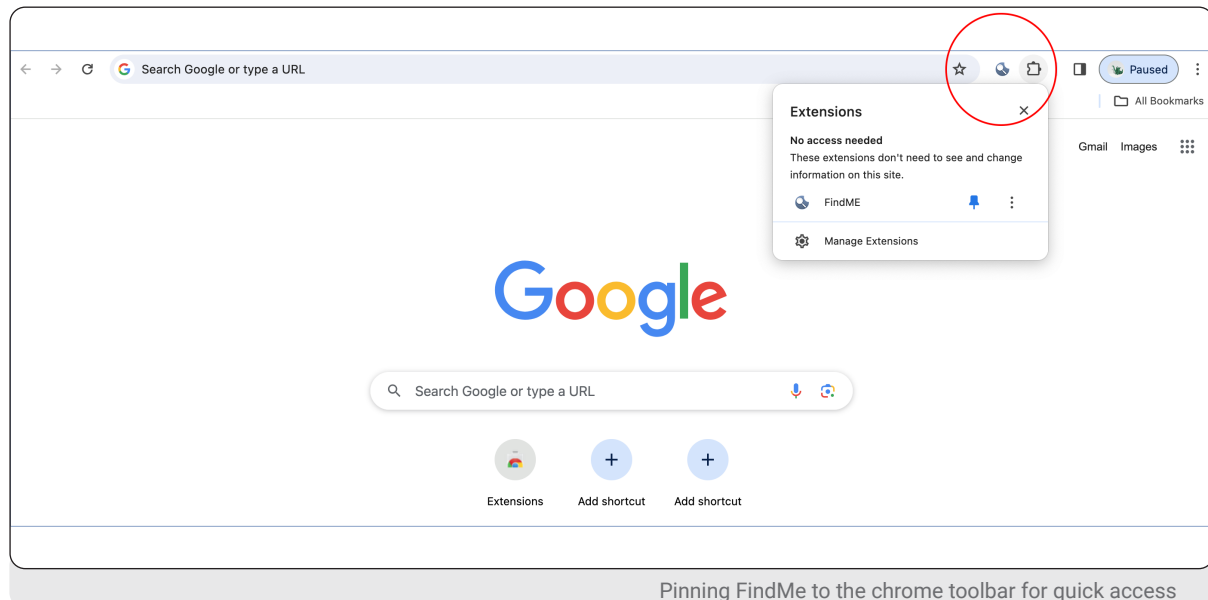 Search Google or type a URL
Paused
All Bookmarks
Extensions
No access needed
These extensions don't need to see and change
information on this site.
FindME
Manage Extensions
Gmail Images
Google
Search Google or type a URL
Extensions Add shortcut Add shortcut
Pinning FindMe to the chrome toolbar for quick access